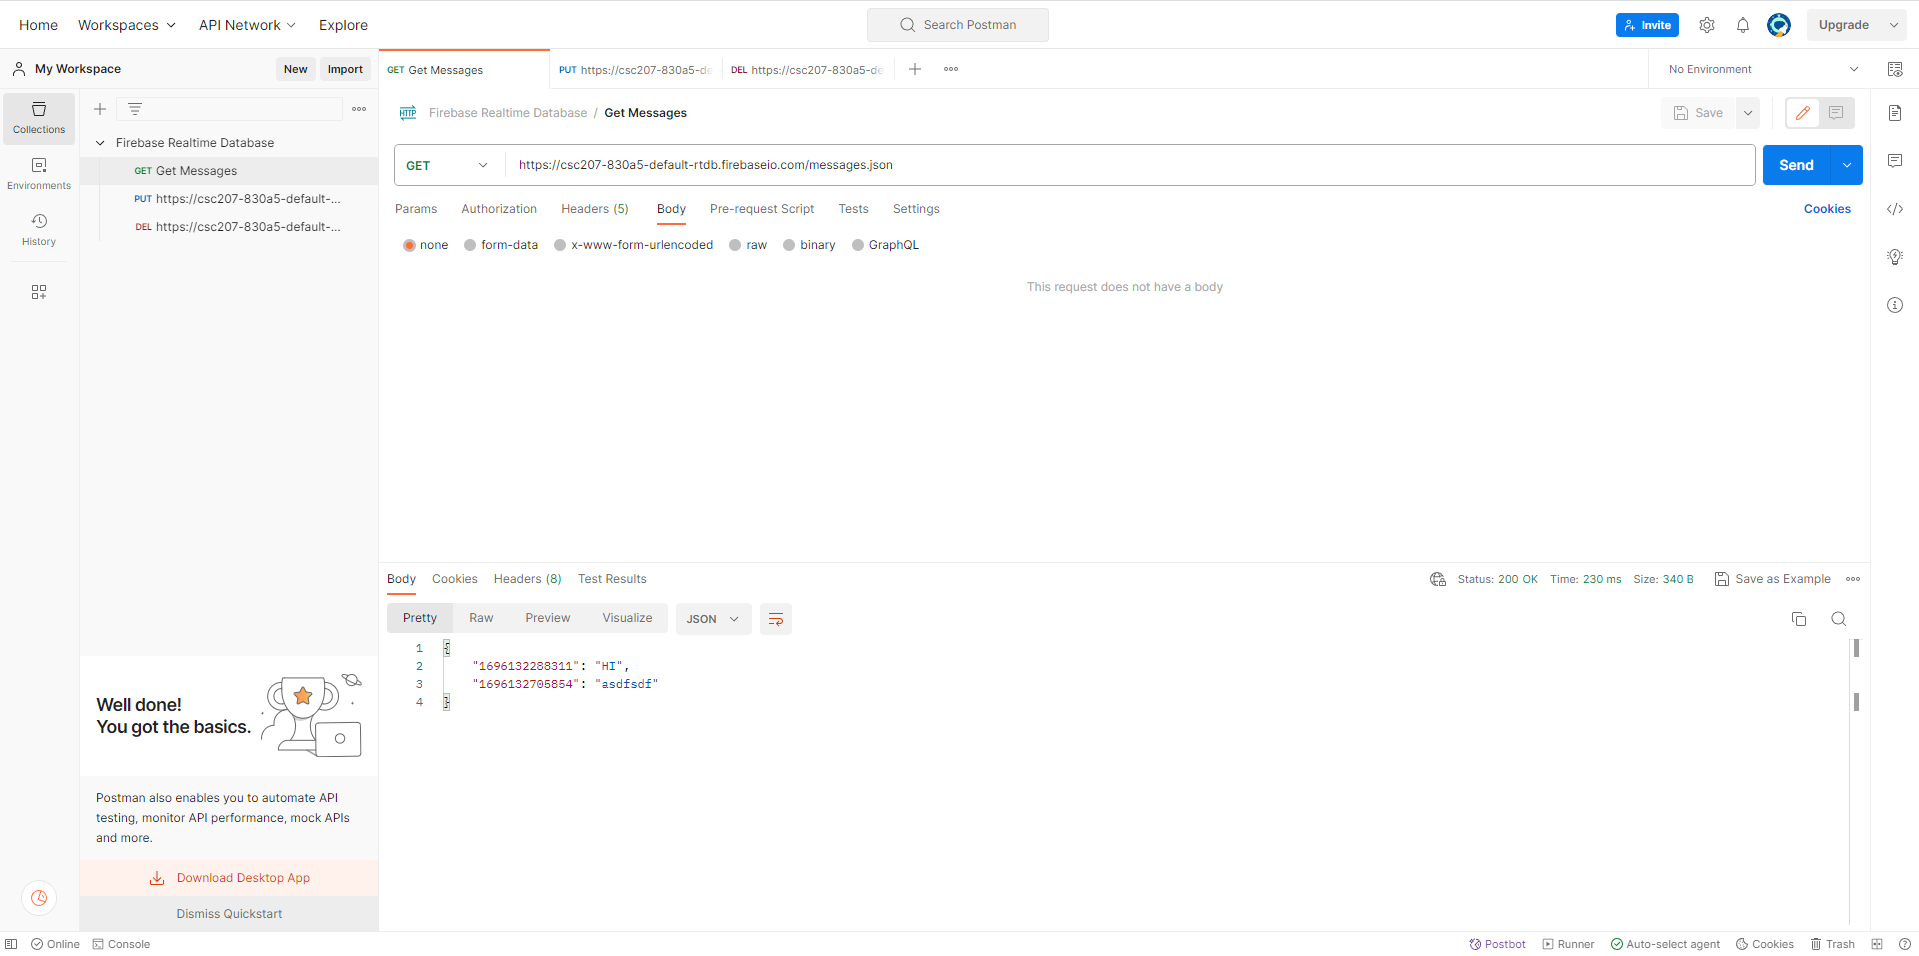 Home Workspaces API Network Explore Search Postman Invite Upgrade
My Workspace New Import GET Get Messages PUT https://csc207-830a5-de DEL https://csc207-830a5-de No Environment
Collections
Environments
History
Firebase Realtime Database
GET Get Messages
PUT https://csc207-830a5-default-...
DEL https://csc207-830a5-default-...
HTTP Firebase Realtime Database / Get Messages Save
GET https://csc207-830a5-default-rtdb.firebaseio.com/messages.json Send
Params Authorization Headers (5) Body Pre-request Script Tests Settings Cookies
none form-data x-www-form-urlencoded raw binary GraphQL
This request does not have a body
Body Cookies Headers (8) Test Results Status: 200 OK Time: 230 ms Size: 340 B Save as Example
Pretty Raw Preview Visualize JSON
1 {
2 "1696132288311": "HI",
3 "1696132705854": "asdfsdf"
4 }
Well done!
You got the basics.
Postman also enables you to automate API
testing, monitor API performance, mock APIs
and more.
Download Desktop App
Dismiss Quickstart
Online Console Postbot Runner Auto-select agent Cookies Trash